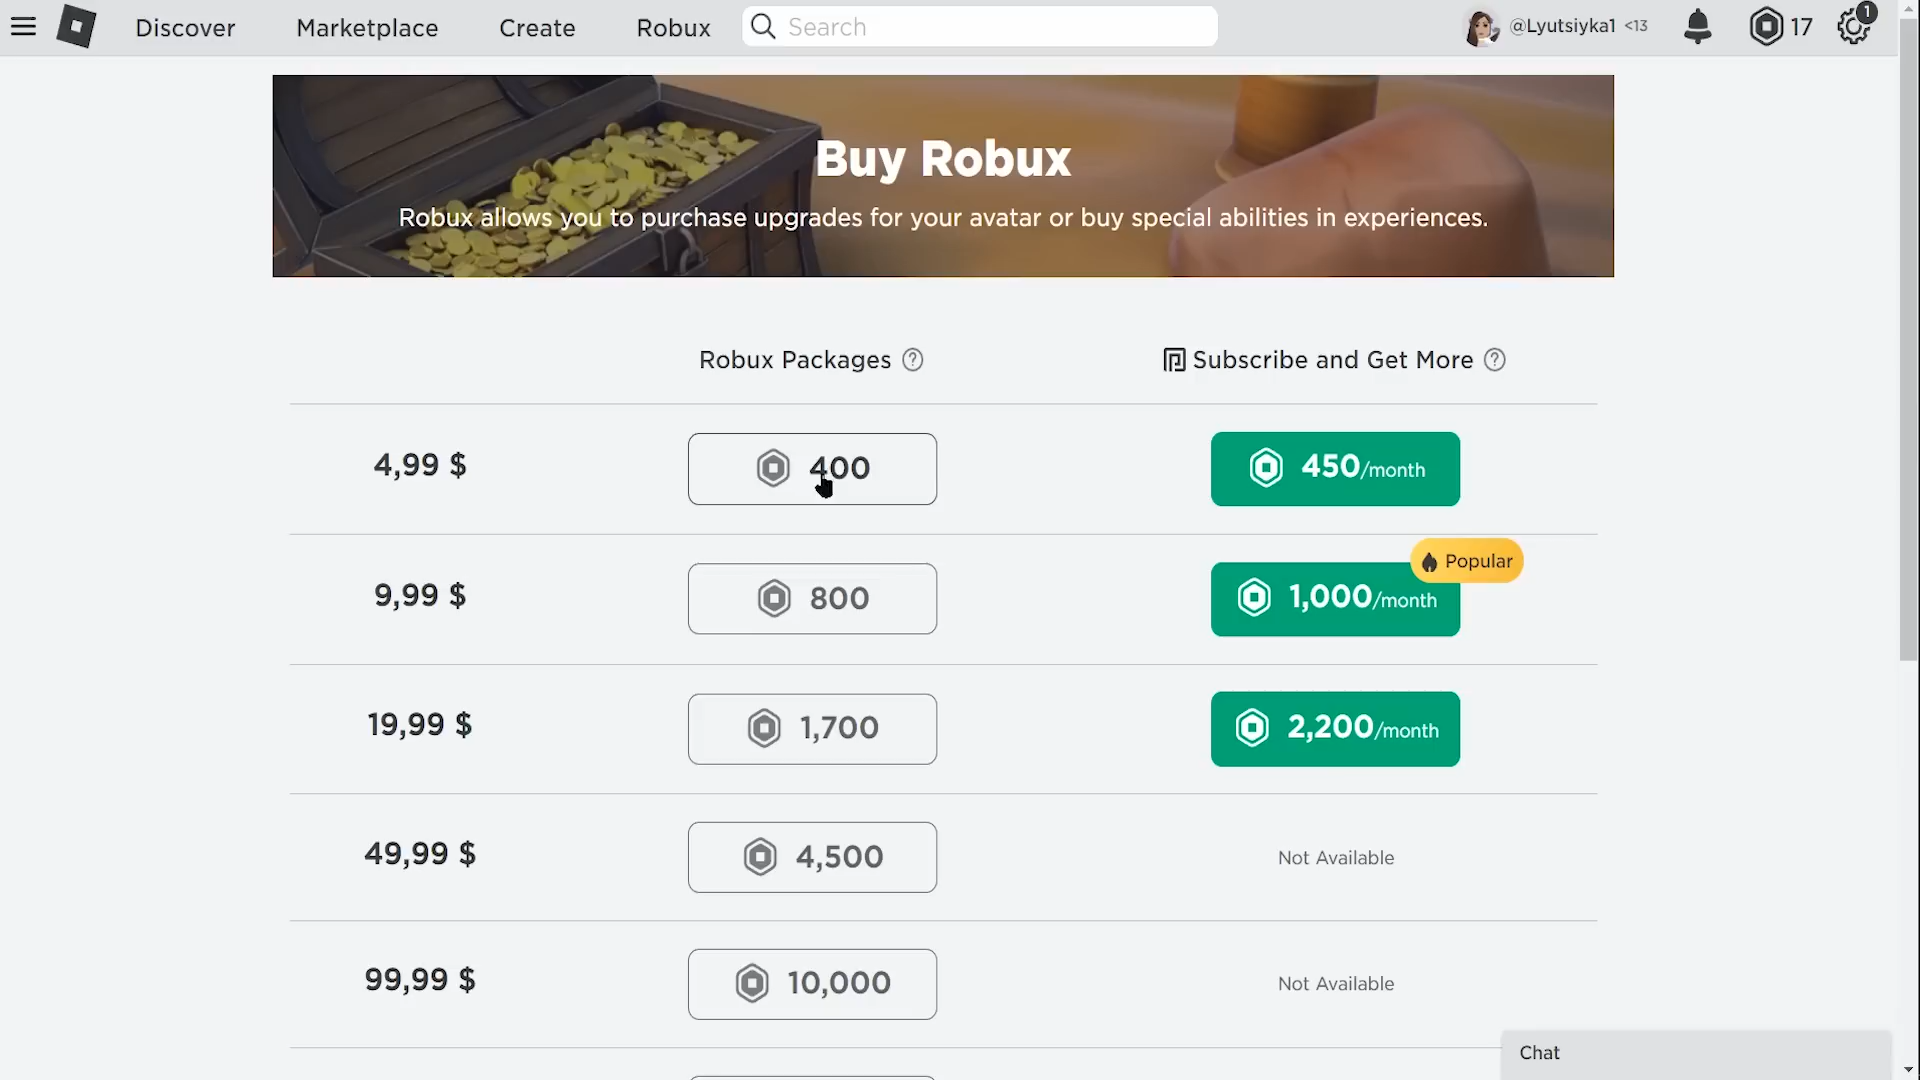 Discover Marketplace Create Robux Search @Lyutsiyka1 <13 17 1
Buy Robux
Robux allows you to purchase upgrades for your avatar or buy special abilities in experiences.
Robux Packages ? Subscribe and Get More ?
4,99 $ 400 450/month
Popular
9,99 $ 800 1,000/month
19,99 $ 1,700 2,200/month
49,99 $ 4,500 Not Available
99,99 $ 10,000 Not Available
Chat